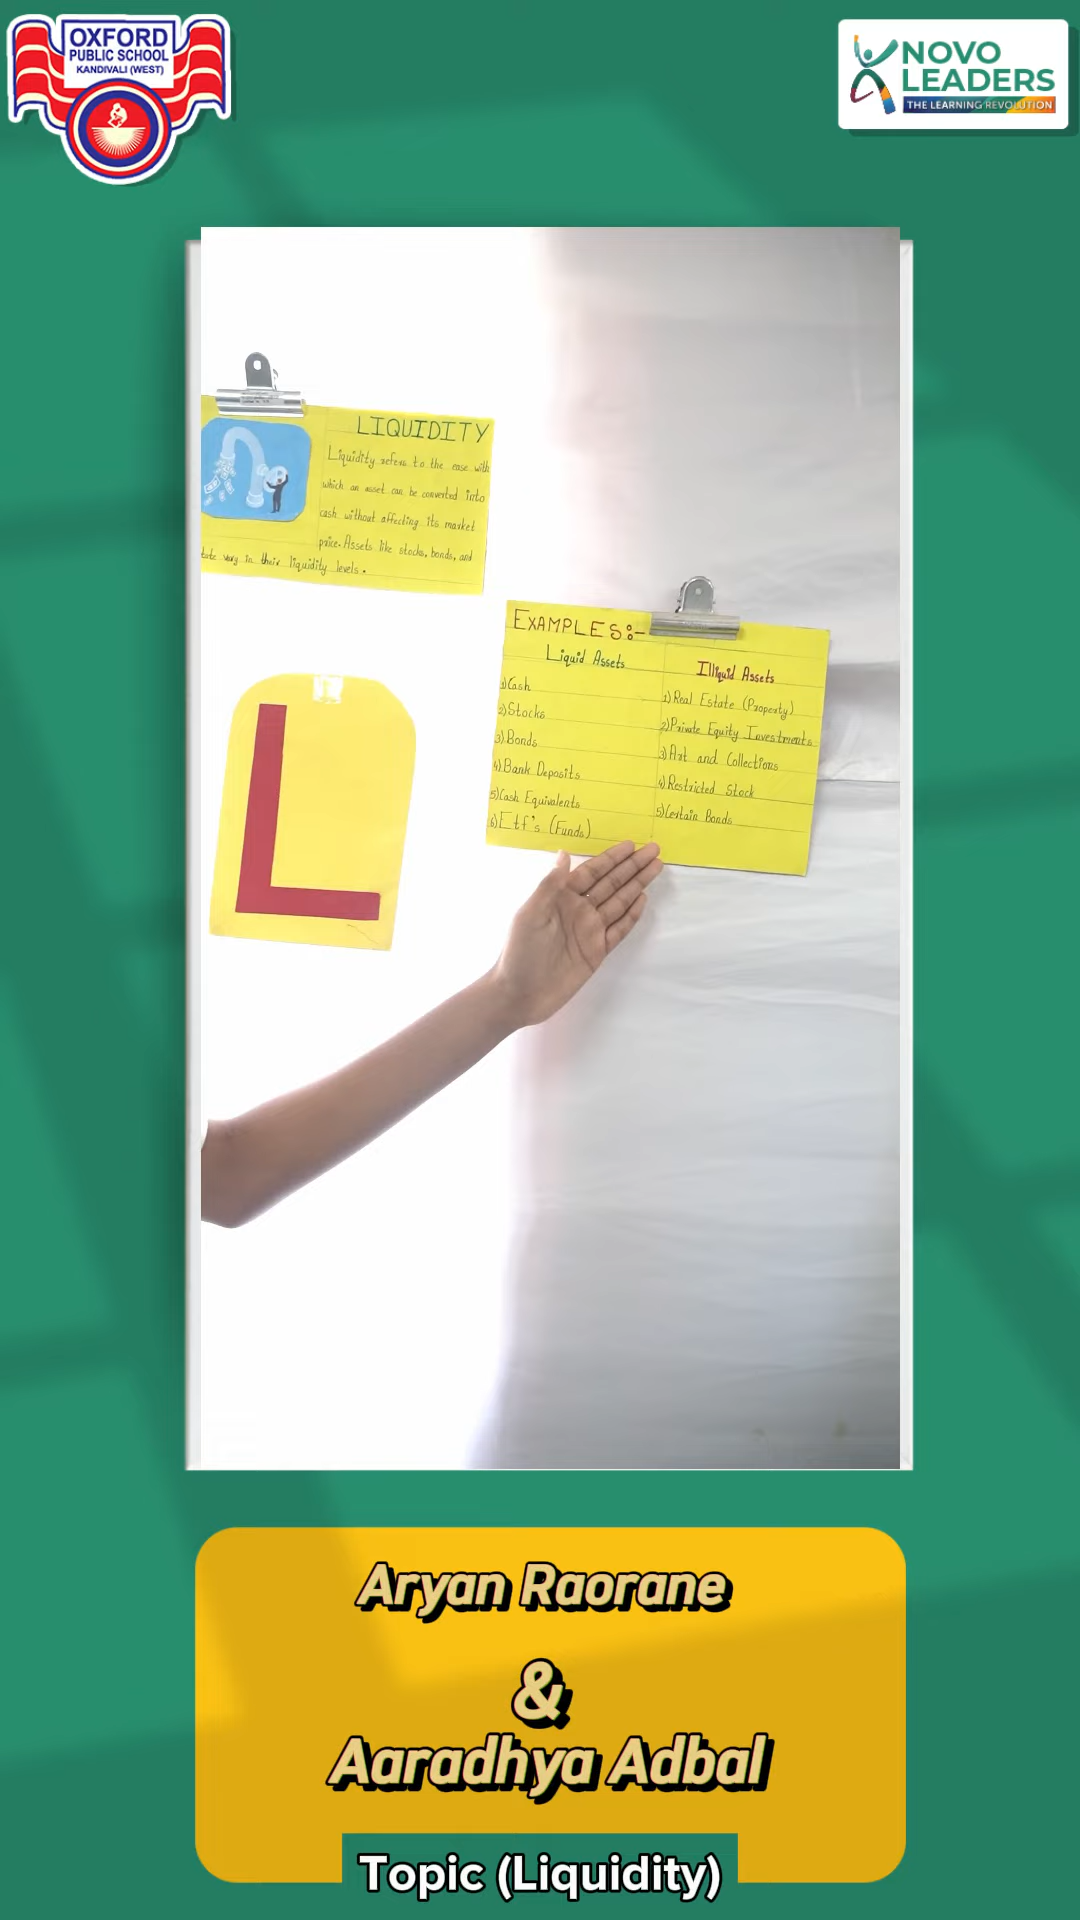 OXFORD
PUBLIC SCHOOL
KANDIVALI (WEST)
NOVO
LEADERS
THE LEARNING REVOLUTION
LIQUIDITY
Liquidity refers to the ease with
which an asset can be converted into
cash without affecting its market
price. Assets like stocks, bonds, and
vary in their liquidity levels.
EXAMPLES:-
Liquid Assets
1) Cash
2) Stocks
3) Bonds
4) Bank Deposits
5) Cash Equivalents
6) Etf's (Funds)
Illiquid Assets
1) Real Estate (Property)
2) Private Equity Investments
3) Art and Collections
4) Restricted Stock
5) Certain Bonds
L
Aryan Raorane
&
Aaradhya Adbal
Topic (Liquidity)